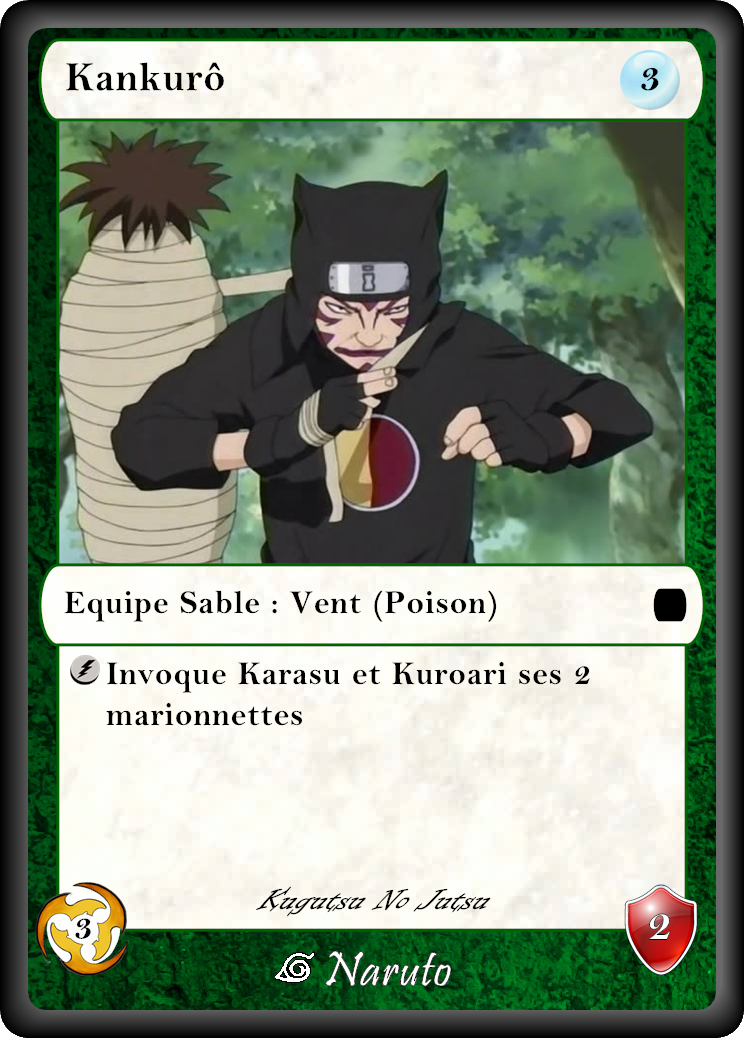 Kankurô
3
Equipe Sable : Vent (Poison)
Invoque Karasu et Kuroari ses 2
marionnettes
Kugutsu No Jutsu
3
2
Naruto